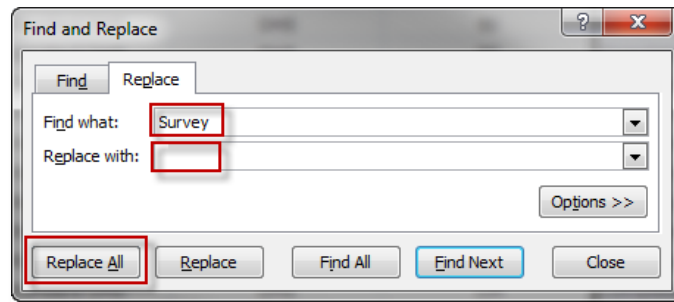 Find and Replace
Find Replace
Find what: Survey
Replace with:
Options >>
Replace All Replace Find All Find Next Close